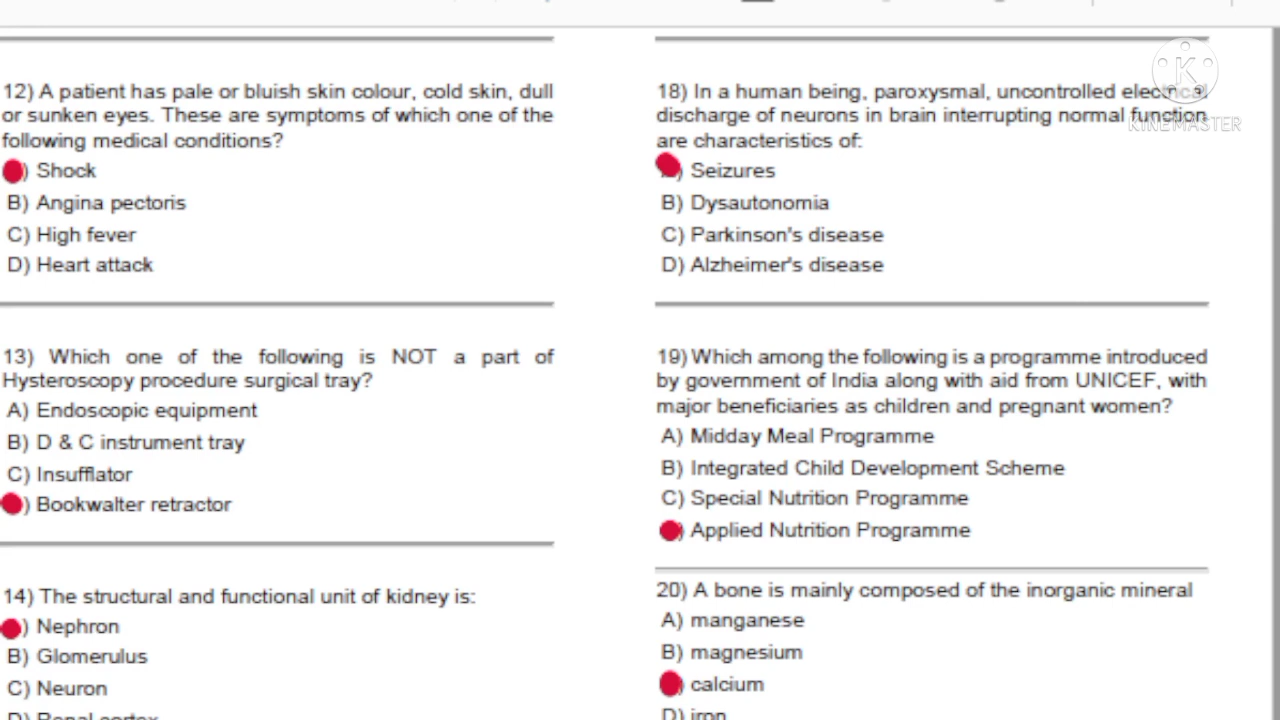 12) A patient has pale or bluish skin colour, cold skin, dull
or sunken eyes. These are symptoms of which one of the
following medical conditions?
) Shock
B) Angina pectoris
C) High fever
D) Heart attack
13) Which one of the following is NOT a part of
Hysteroscopy procedure surgical tray?
A) Endoscopic equipment
B) D & C instrument tray
C) Insufflator
) Bookwalter retractor
14) The structural and functional unit of kidney is:
) Nephron
B) Glomerulus
C) Neuron
D) Renal cortex
18) In a human being, paroxysmal, uncontrolled electrical
discharge of neurons in brain interrupting normal function
are characteristics of:
) Seizures
B) Dysautonomia
C) Parkinson's disease
D) Alzheimer's disease
19) Which among the following is a programme introduced
by government of India along with aid from UNICEF, with
major beneficiaries as children and pregnant women?
A) Midday Meal Programme
B) Integrated Child Development Scheme
C) Special Nutrition Programme
) Applied Nutrition Programme
20) A bone is mainly composed of the inorganic mineral
A) manganese
B) magnesium
) calcium
D) iron
K
KINEMASTER